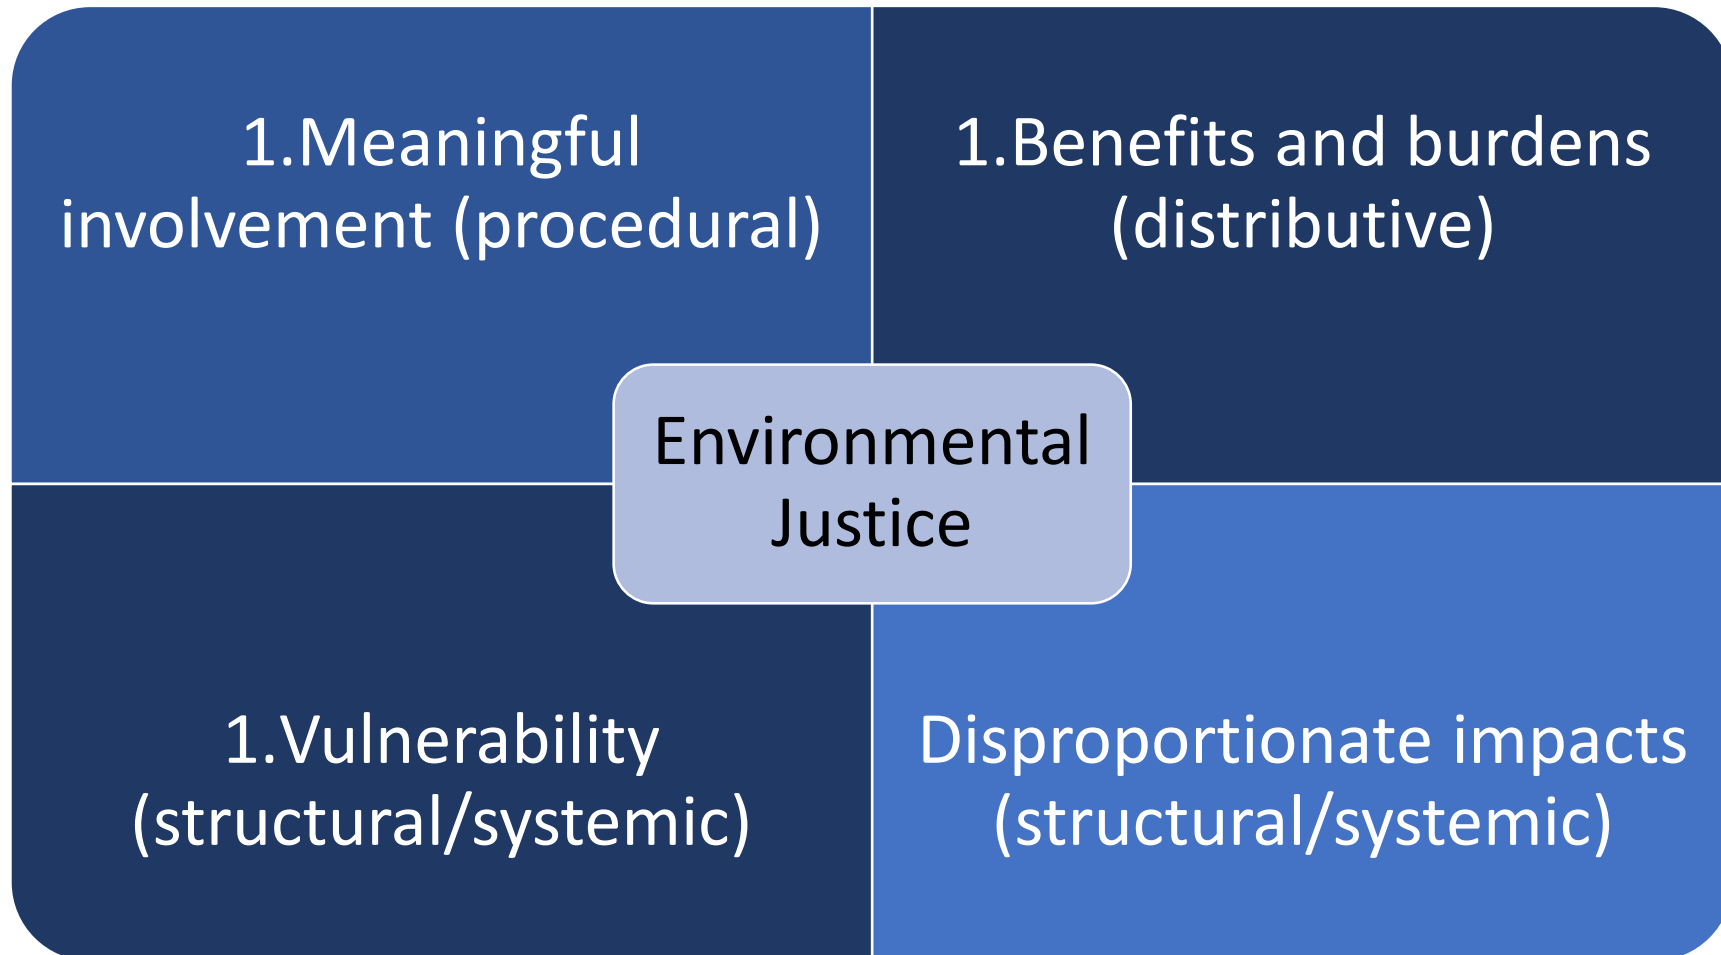 1.Meaningful
involvement (procedural)
1.Benefits and burdens
(distributive)
Environmental
Justice
1.Vulnerability
(structural/systemic)
Disproportionate impacts
(structural/systemic)